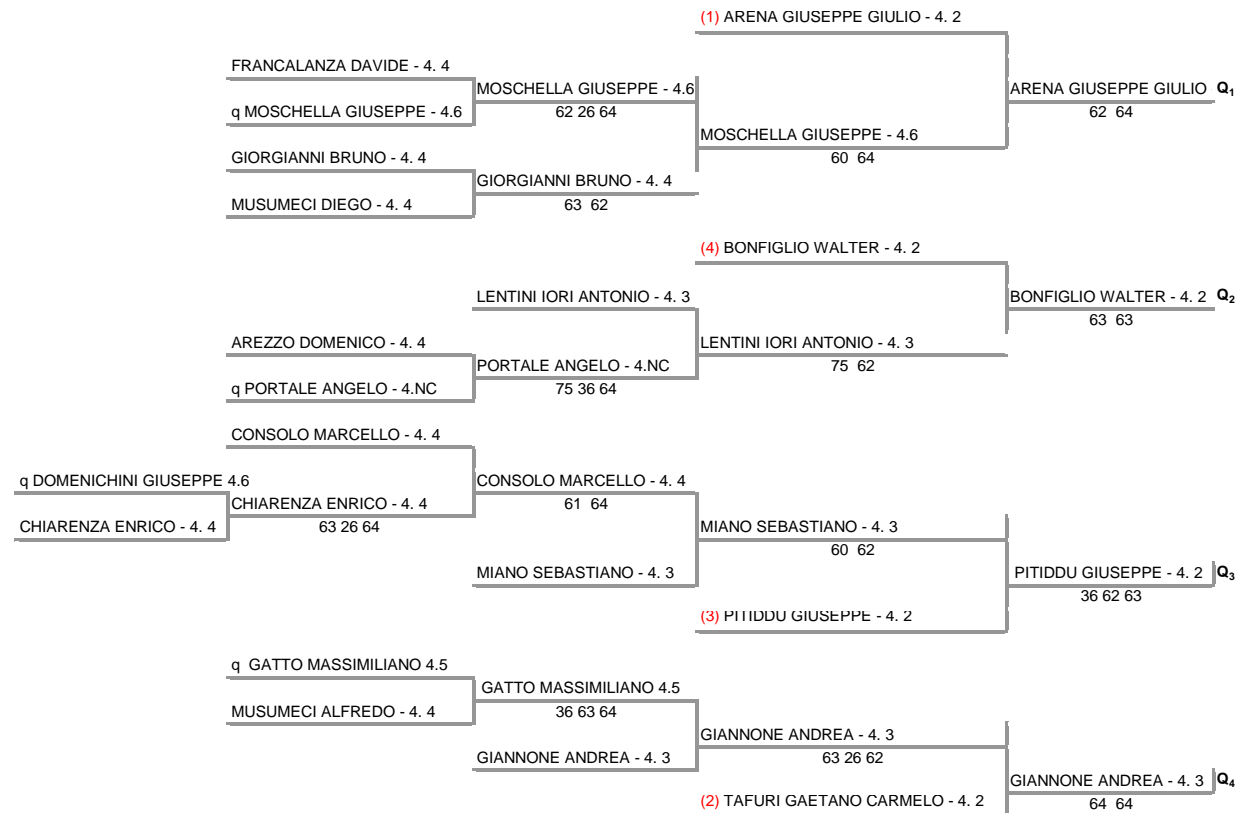 (1) ARENA GIUSEPPE GIULIO - 4. 2
FRANCALANZA DAVIDE - 4. 4
MOSCHELLA GIUSEPPE - 4.6
ARENA GIUSEPPE GIULIO Q1
q MOSCHELLA GIUSEPPE - 4.6
62 26 64
62 64
MOSCHELLA GIUSEPPE - 4.6
GIORGIANNI BRUNO - 4. 4
60 64
GIORGIANNI BRUNO - 4. 4
MUSUMECI DIEGO - 4. 4
63 62
(4) BONFIGLIO WALTER - 4. 2
LENTINI IORI ANTONIO - 4. 3
BONFIGLIO WALTER - 4. 2 Q2
63 63
AREZZO DOMENICO - 4. 4
LENTINI IORI ANTONIO - 4. 3
PORTALE ANGELO - 4.NC
75 62
q PORTALE ANGELO - 4.NC
75 36 64
CONSOLO MARCELLO - 4. 4
q DOMENICHINI GIUSEPPE 4.6
CONSOLO MARCELLO - 4. 4
CHIARENZA ENRICO - 4. 4
61 64
CHIARENZA ENRICO - 4. 4
63 26 64
MIANO SEBASTIANO - 4. 3
60 62
MIANO SEBASTIANO - 4. 3
PITIDDU GIUSEPPE - 4. 2 Q3
36 62 63
(3) PITIDDU GIUSEPPE - 4. 2
q GATTO MASSIMILIANO 4.5
GATTO MASSIMILIANO 4.5
MUSUMECI ALFREDO - 4. 4
36 63 64
GIANNONE ANDREA - 4. 3
GIANNONE ANDREA - 4. 3
63 26 62
GIANNONE ANDREA - 4. 3 Q4
(2) TAFURI GAETANO CARMELO - 4. 2
64 64